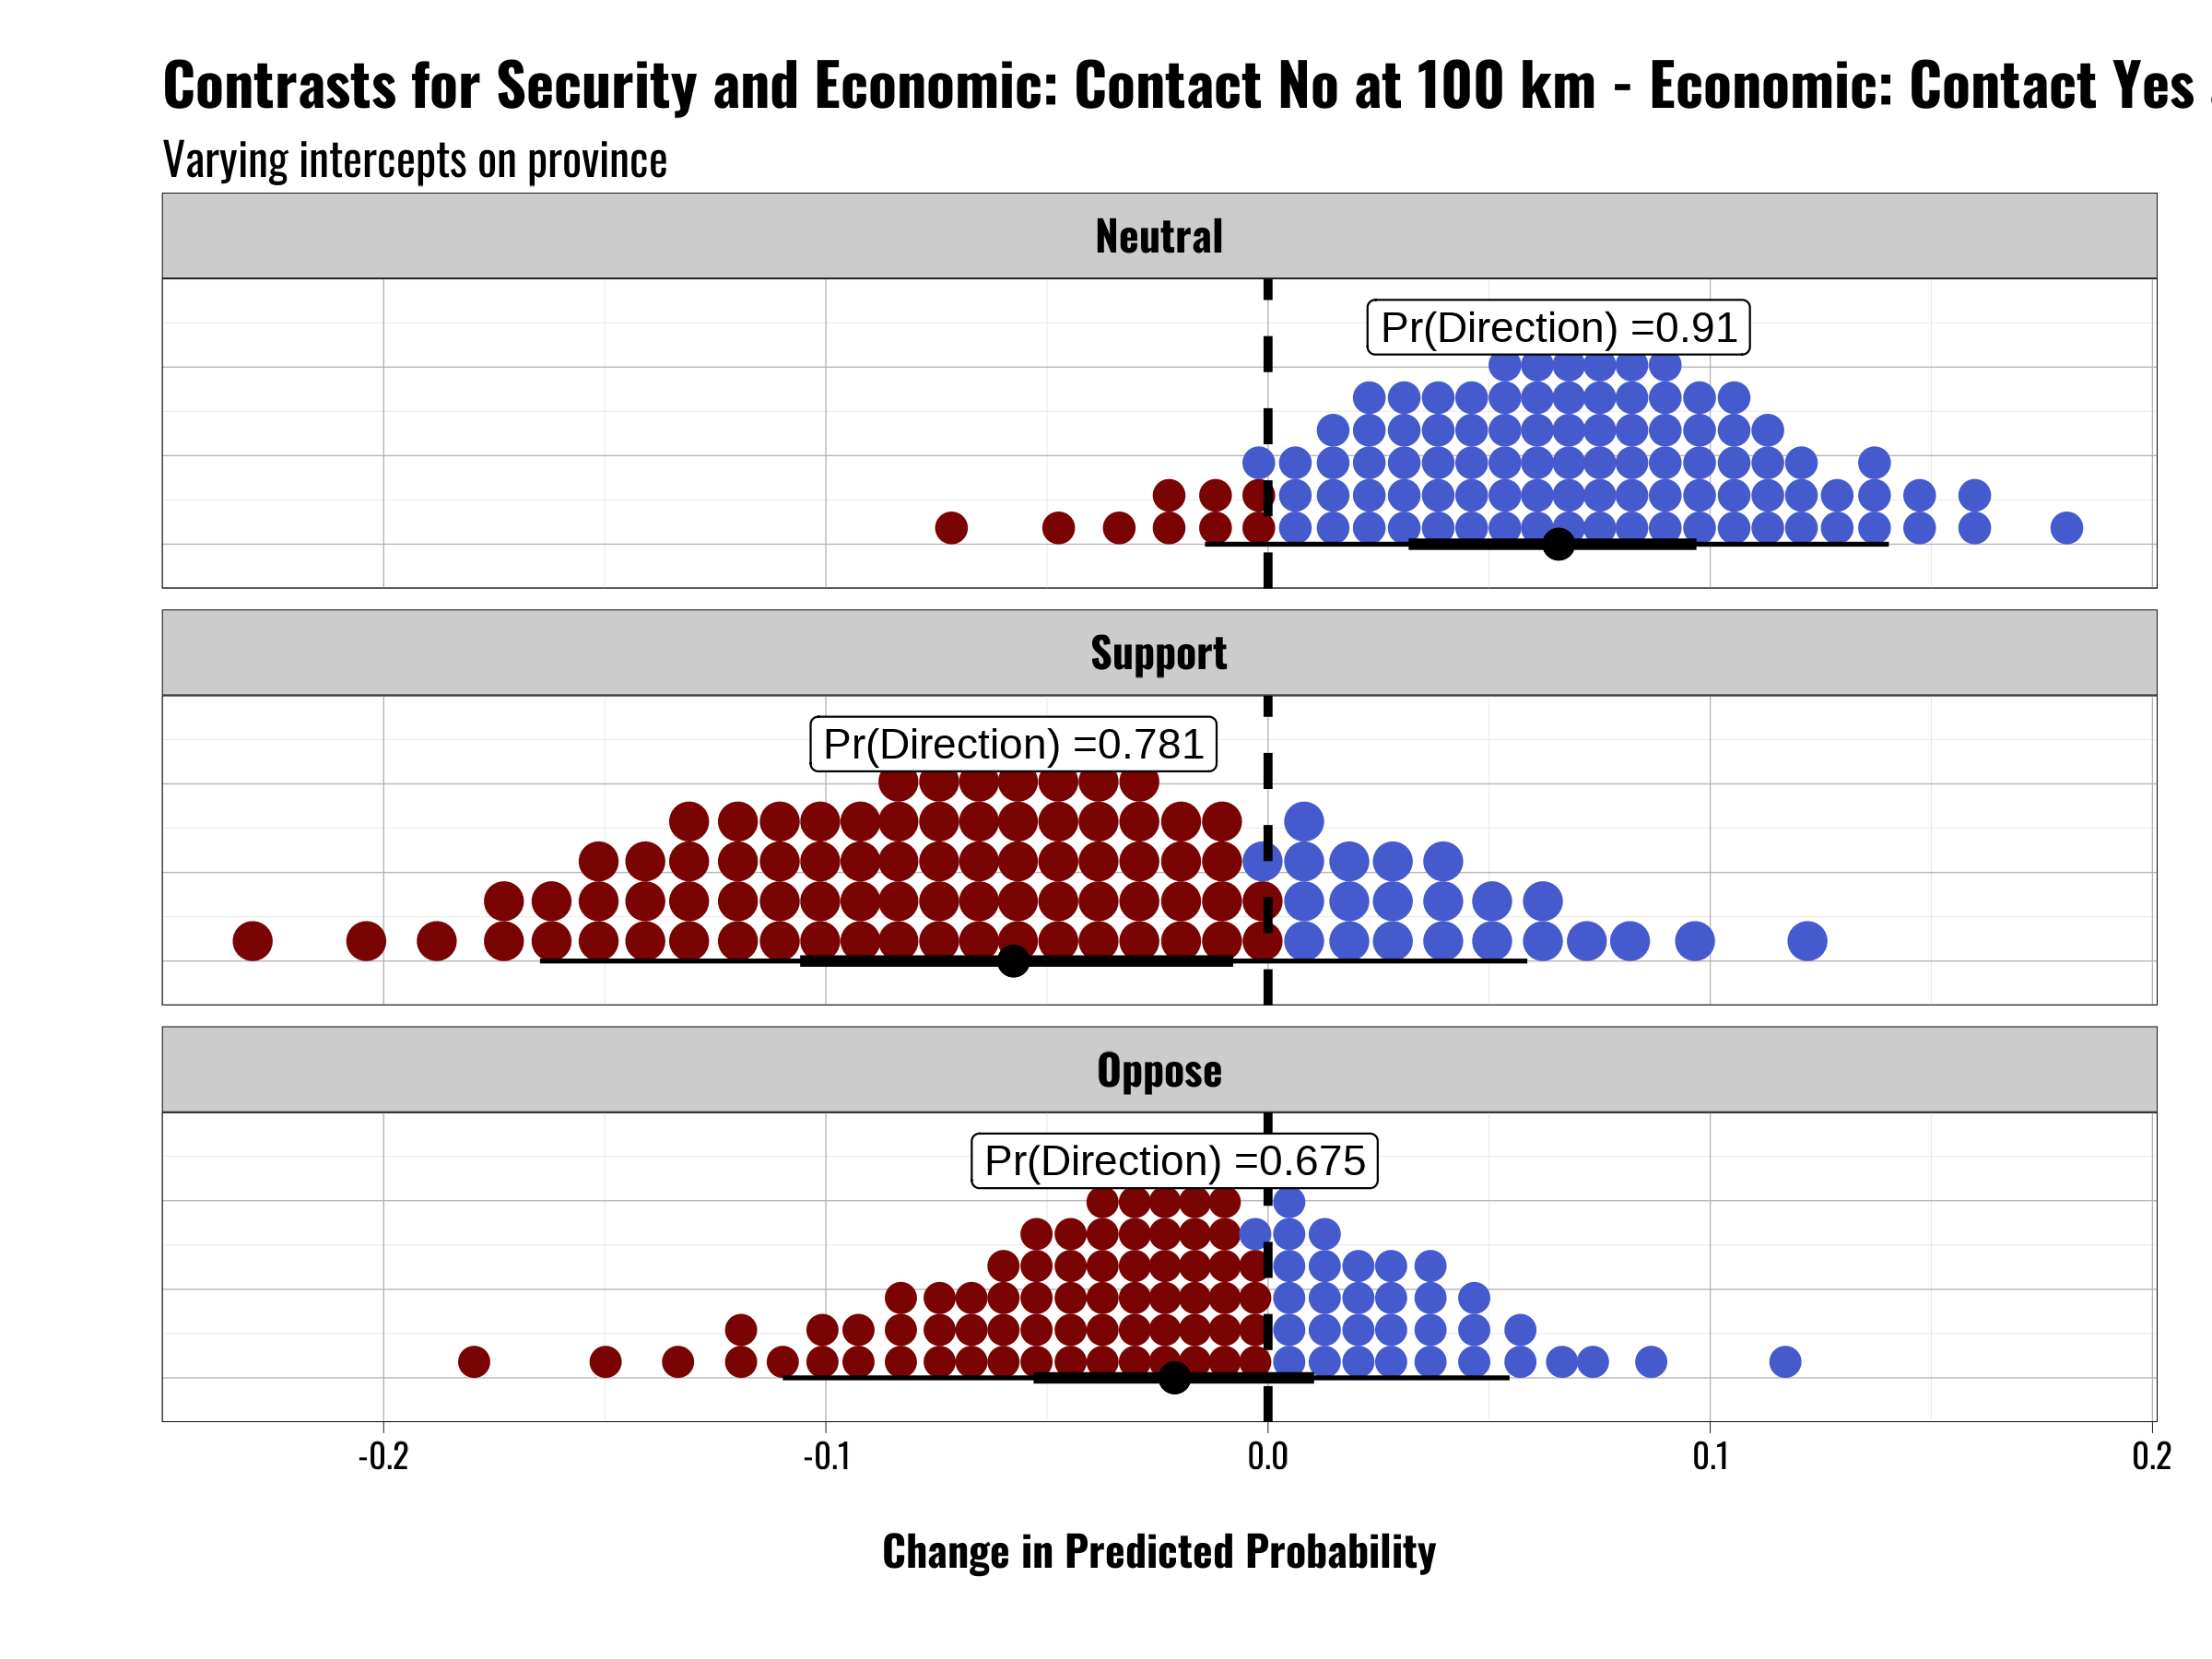 Contrasts for Security and Economic: Contact No at 100 km - Economic: Contact Yes
Varying intercepts on province
Neutral
Pr(Direction) =0.91
Support
Pr(Direction) =0.781
Oppose
Pr(Direction) =0.675
-0.2 -0.1 0.0 0.1 0.2
Change in Predicted Probability